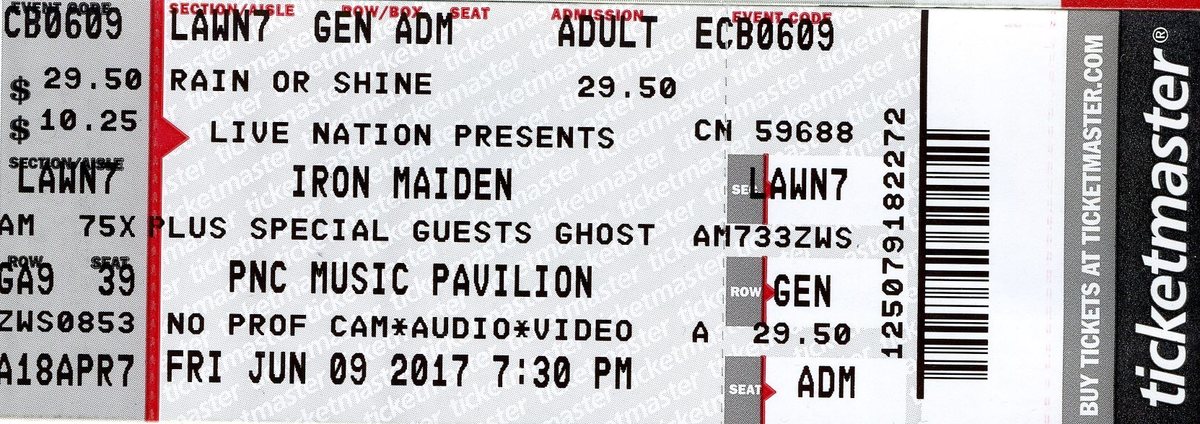 EVENT CODE
CB0609
$ 29.50
$ 10.25
SECTION/AISLE
LAWN7
AM 75X
ROW SEAT
GA9 39
ZWS0853
A18APR7
SECTION/AISLE ROW/BOX SEAT ADMISSION EVENT CODE
LAWN7 GEN ADM ADULT ECB0609
RAIN OR SHINE 29.50
LIVE NATION PRESENTS
IRON MAIDEN
PLUS SPECIAL GUESTS GHOST
PNC MUSIC PAVILION
NO PROF CAM*AUDIO*VIDEO
FRI JUN 09 2017 7:30 PM
CN 59688
SEC LAWN7
AM733ZWS
ROW GEN
A 29.50
SEAT ADM
125079182272
BUY TICKETS AT TICKETMASTER.COM
ticketmaster®